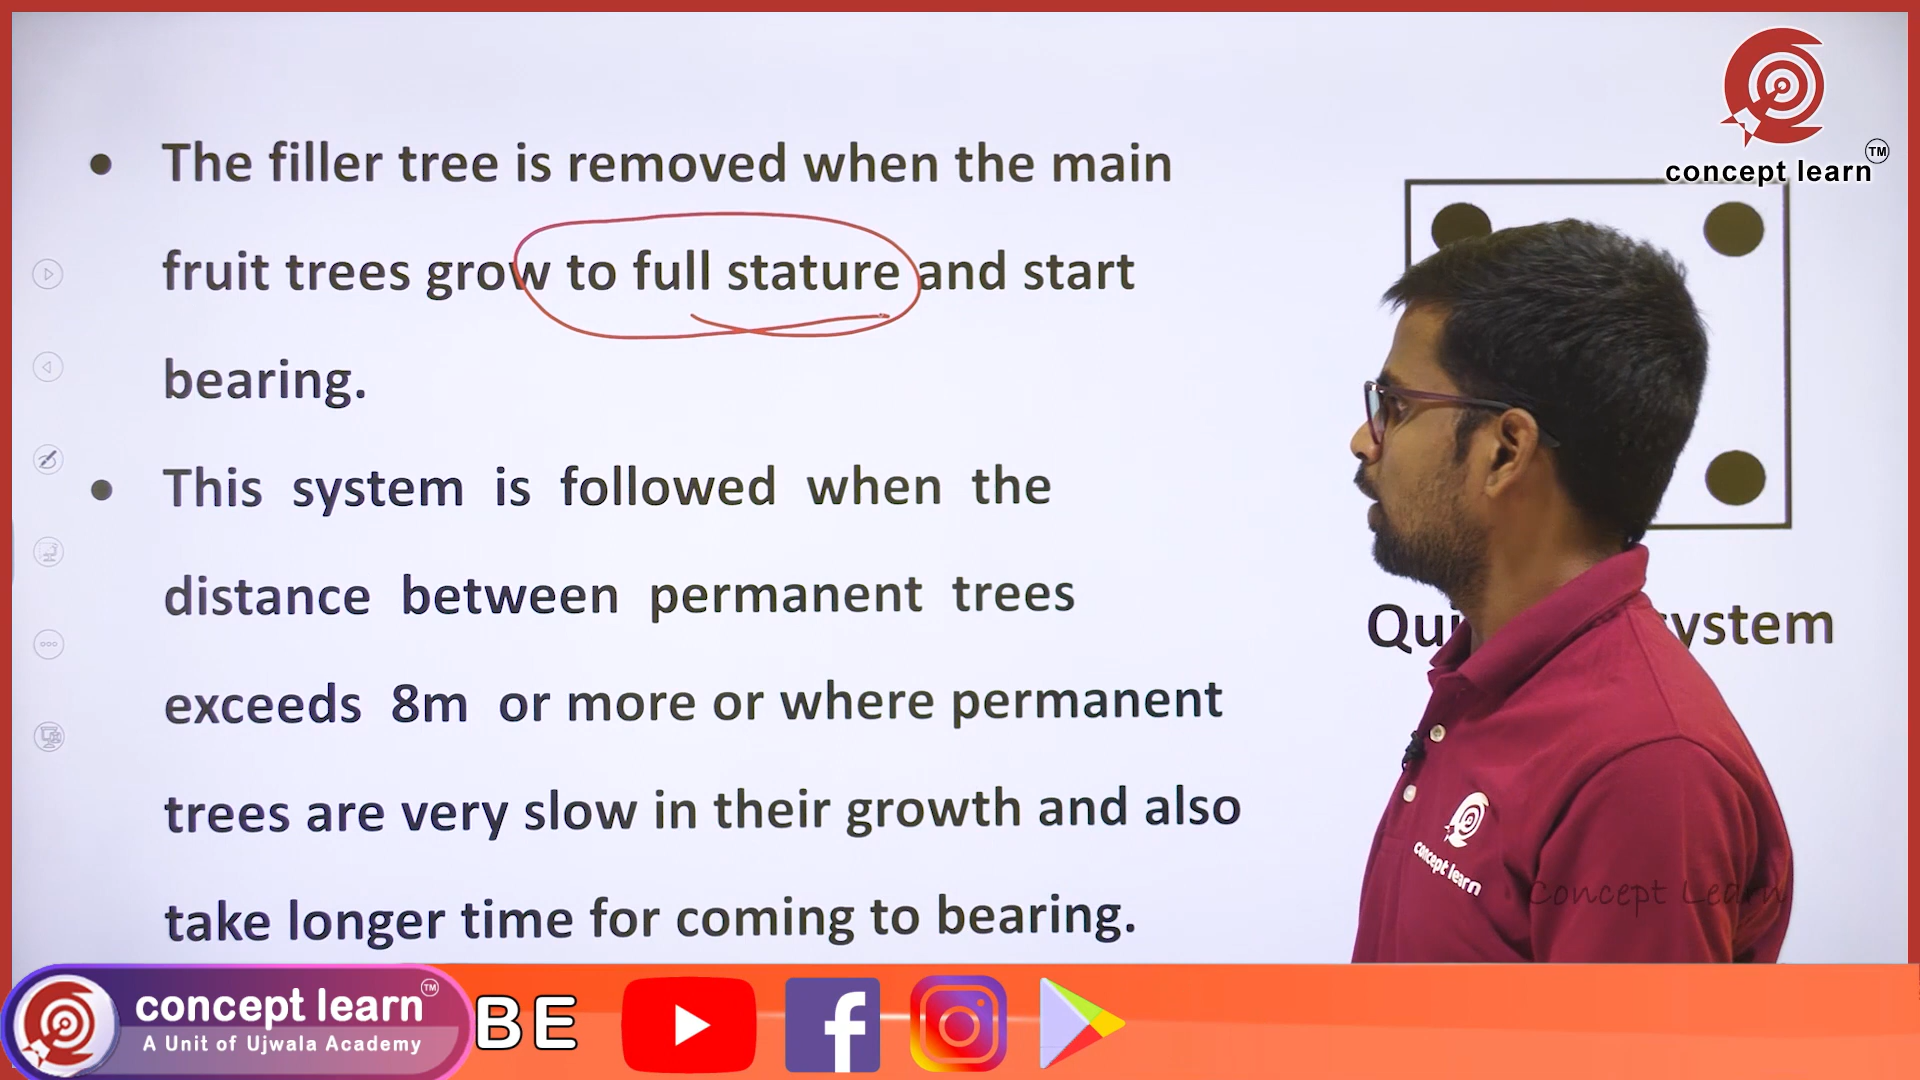 concept learn TM
• The filler tree is removed when the main
fruit trees grow to full stature and start
bearing.
• This system is followed when the
distance between permanent trees
exceeds 8m or more or where permanent
trees are very slow in their growth and also
take longer time for coming to bearing.
concept learn
Concept Learn
concept learn TM
A Unit of Ujwala Academy
BE